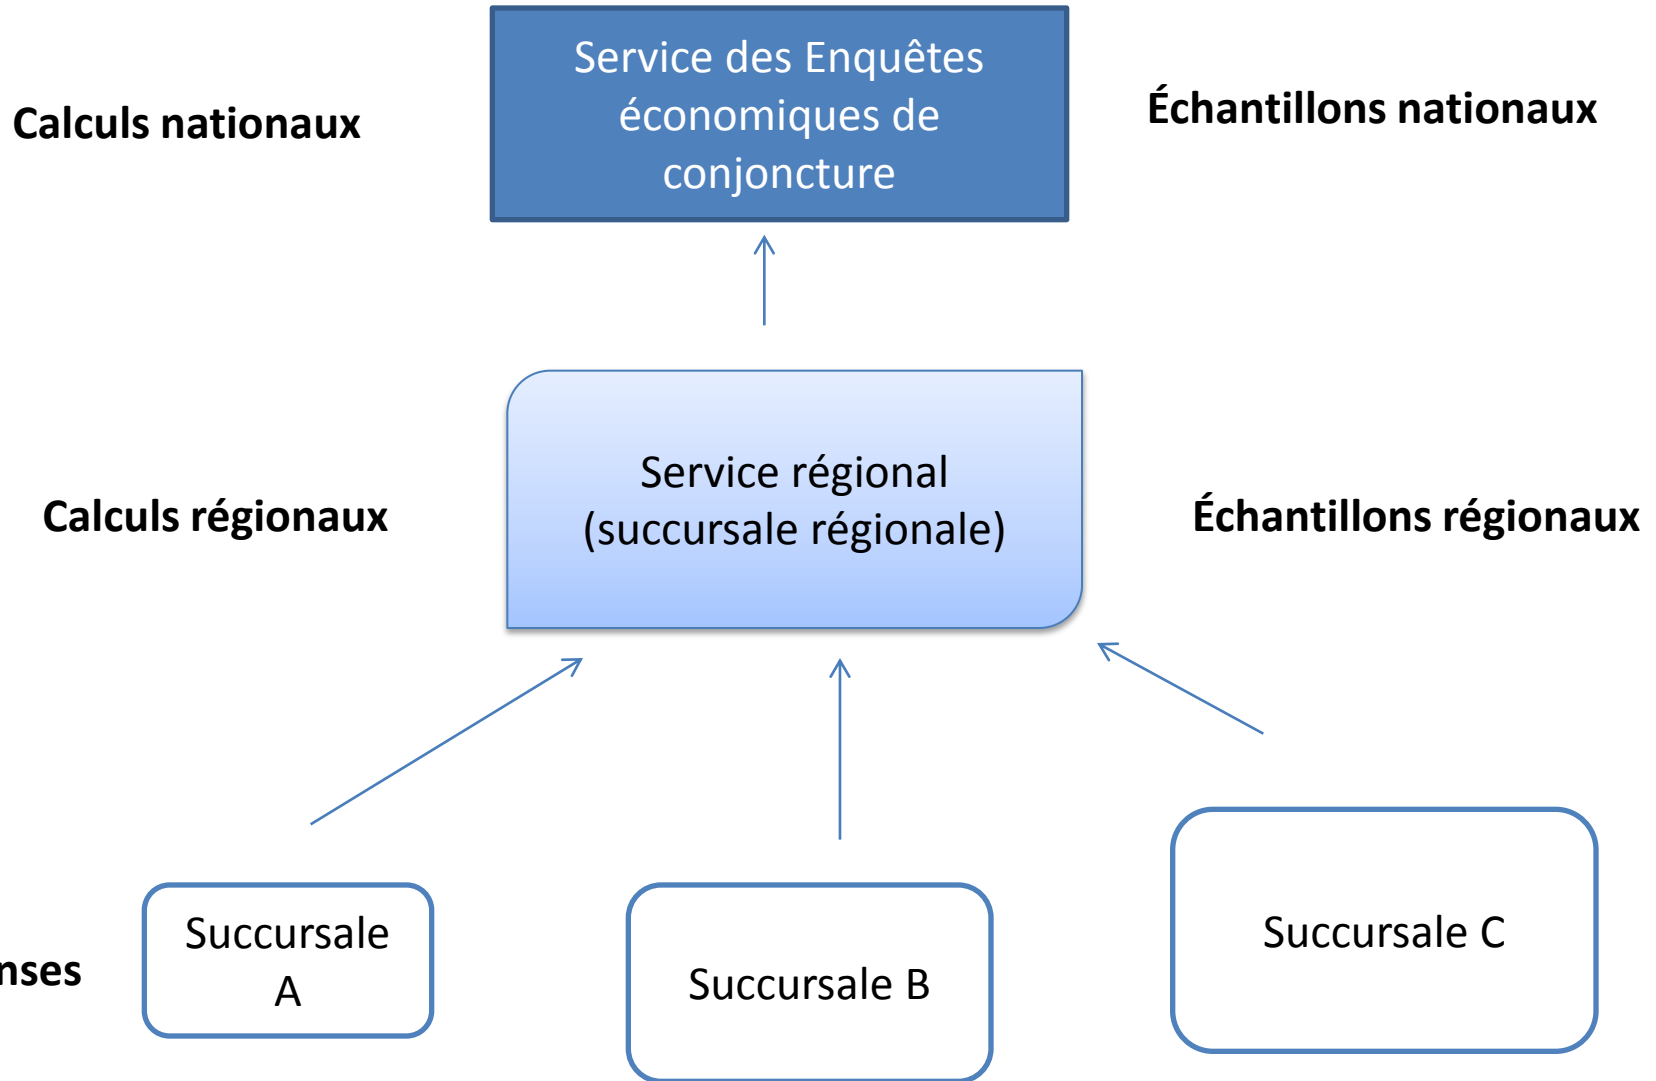 Service des Enquêtes
économiques de
conjoncture
Calculs nationaux
Échantillons nationaux
Service régional
(succursale régionale)
Calculs régionaux
Échantillons régionaux
Succursale
A
Succursale B
Succursale C